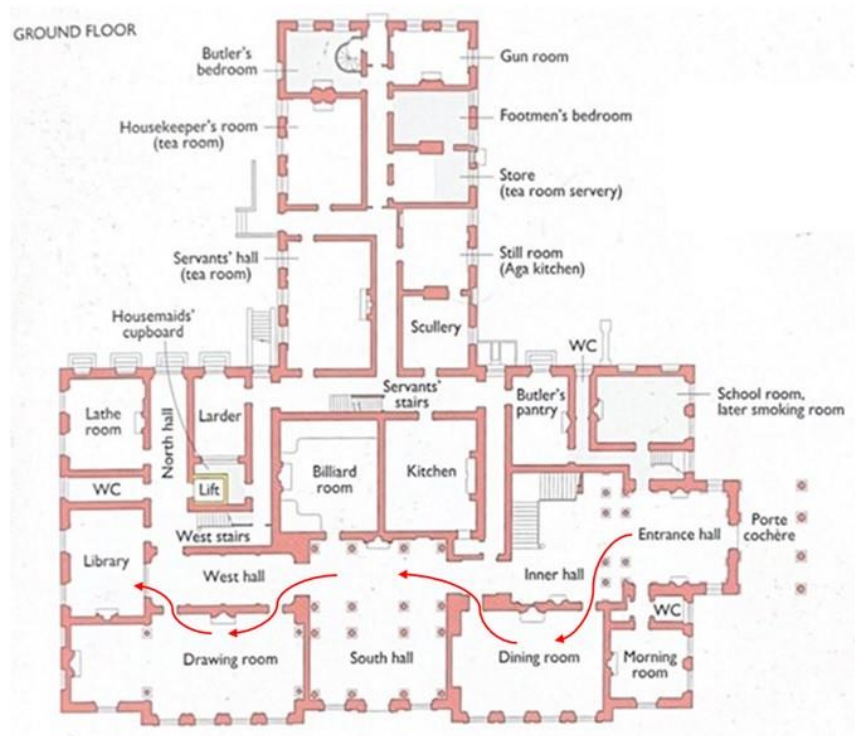 GROUND FLOOR
Butler's
bedroom
Gun room
Footmen's bedroom
Housekeeper's room
(tea room)
Store
(tea room servery)
Servants' hall
(tea room)
Still room
(Aga kitchen)
Housemaids'
cupboard
Scullery
WC
Servants'
stairs
Butler's
pantry
School room,
later smoking room
Lathe
room
North hall
Larder
Billiard
room
Kitchen
WC
Lift
West stairs
Entrance hall
Porte
cochère
Library
West hall
Inner hall
WC
Drawing room
South hall
Dining room
Morning
room